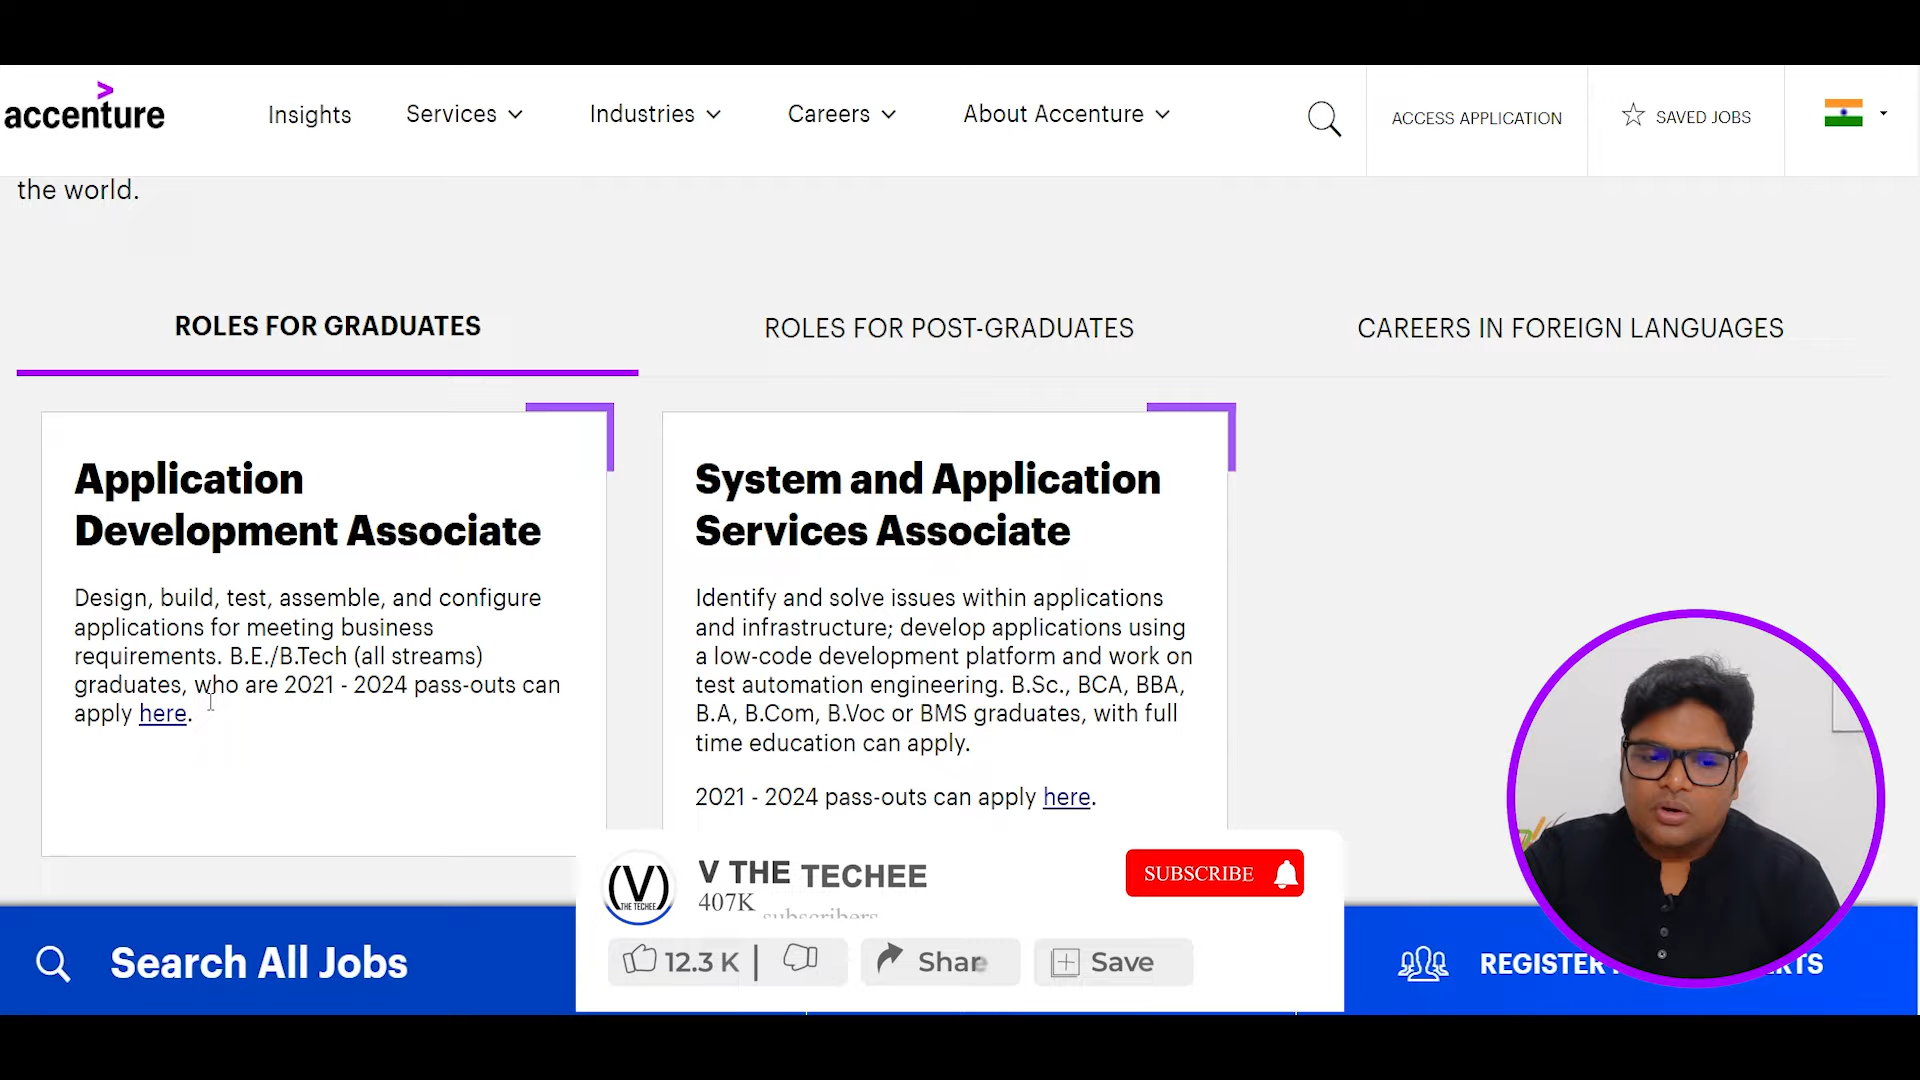 accenture
Insights
Services
Industries
Careers
About Accenture
ACCESS APPLICATION
SAVED JOBS
the world.
ROLES FOR GRADUATES
ROLES FOR POST-GRADUATES
CAREERS IN FOREIGN LANGUAGES
Application
Development Associate
Design, build, test, assemble, and configure
applications for meeting business
requirements. B.E./B.Tech (all streams)
graduates, who are 2021 - 2024 pass-outs can
apply here.
System and Application
Services Associate
Identify and solve issues within applications
and infrastructure; develop applications using
a low-code development platform and work on
test automation engineering. B.Sc., BCA, BBA,
B.A, B.Com, B.Voc or BMS graduates, with full
time education can apply.
2021 - 2024 pass-outs can apply here.
(V)
THE TECHEE
V THE TECHEE
407K subscribers
SUBSCRIBE
12.3 K
Share
Save
Search All Jobs
REGISTER